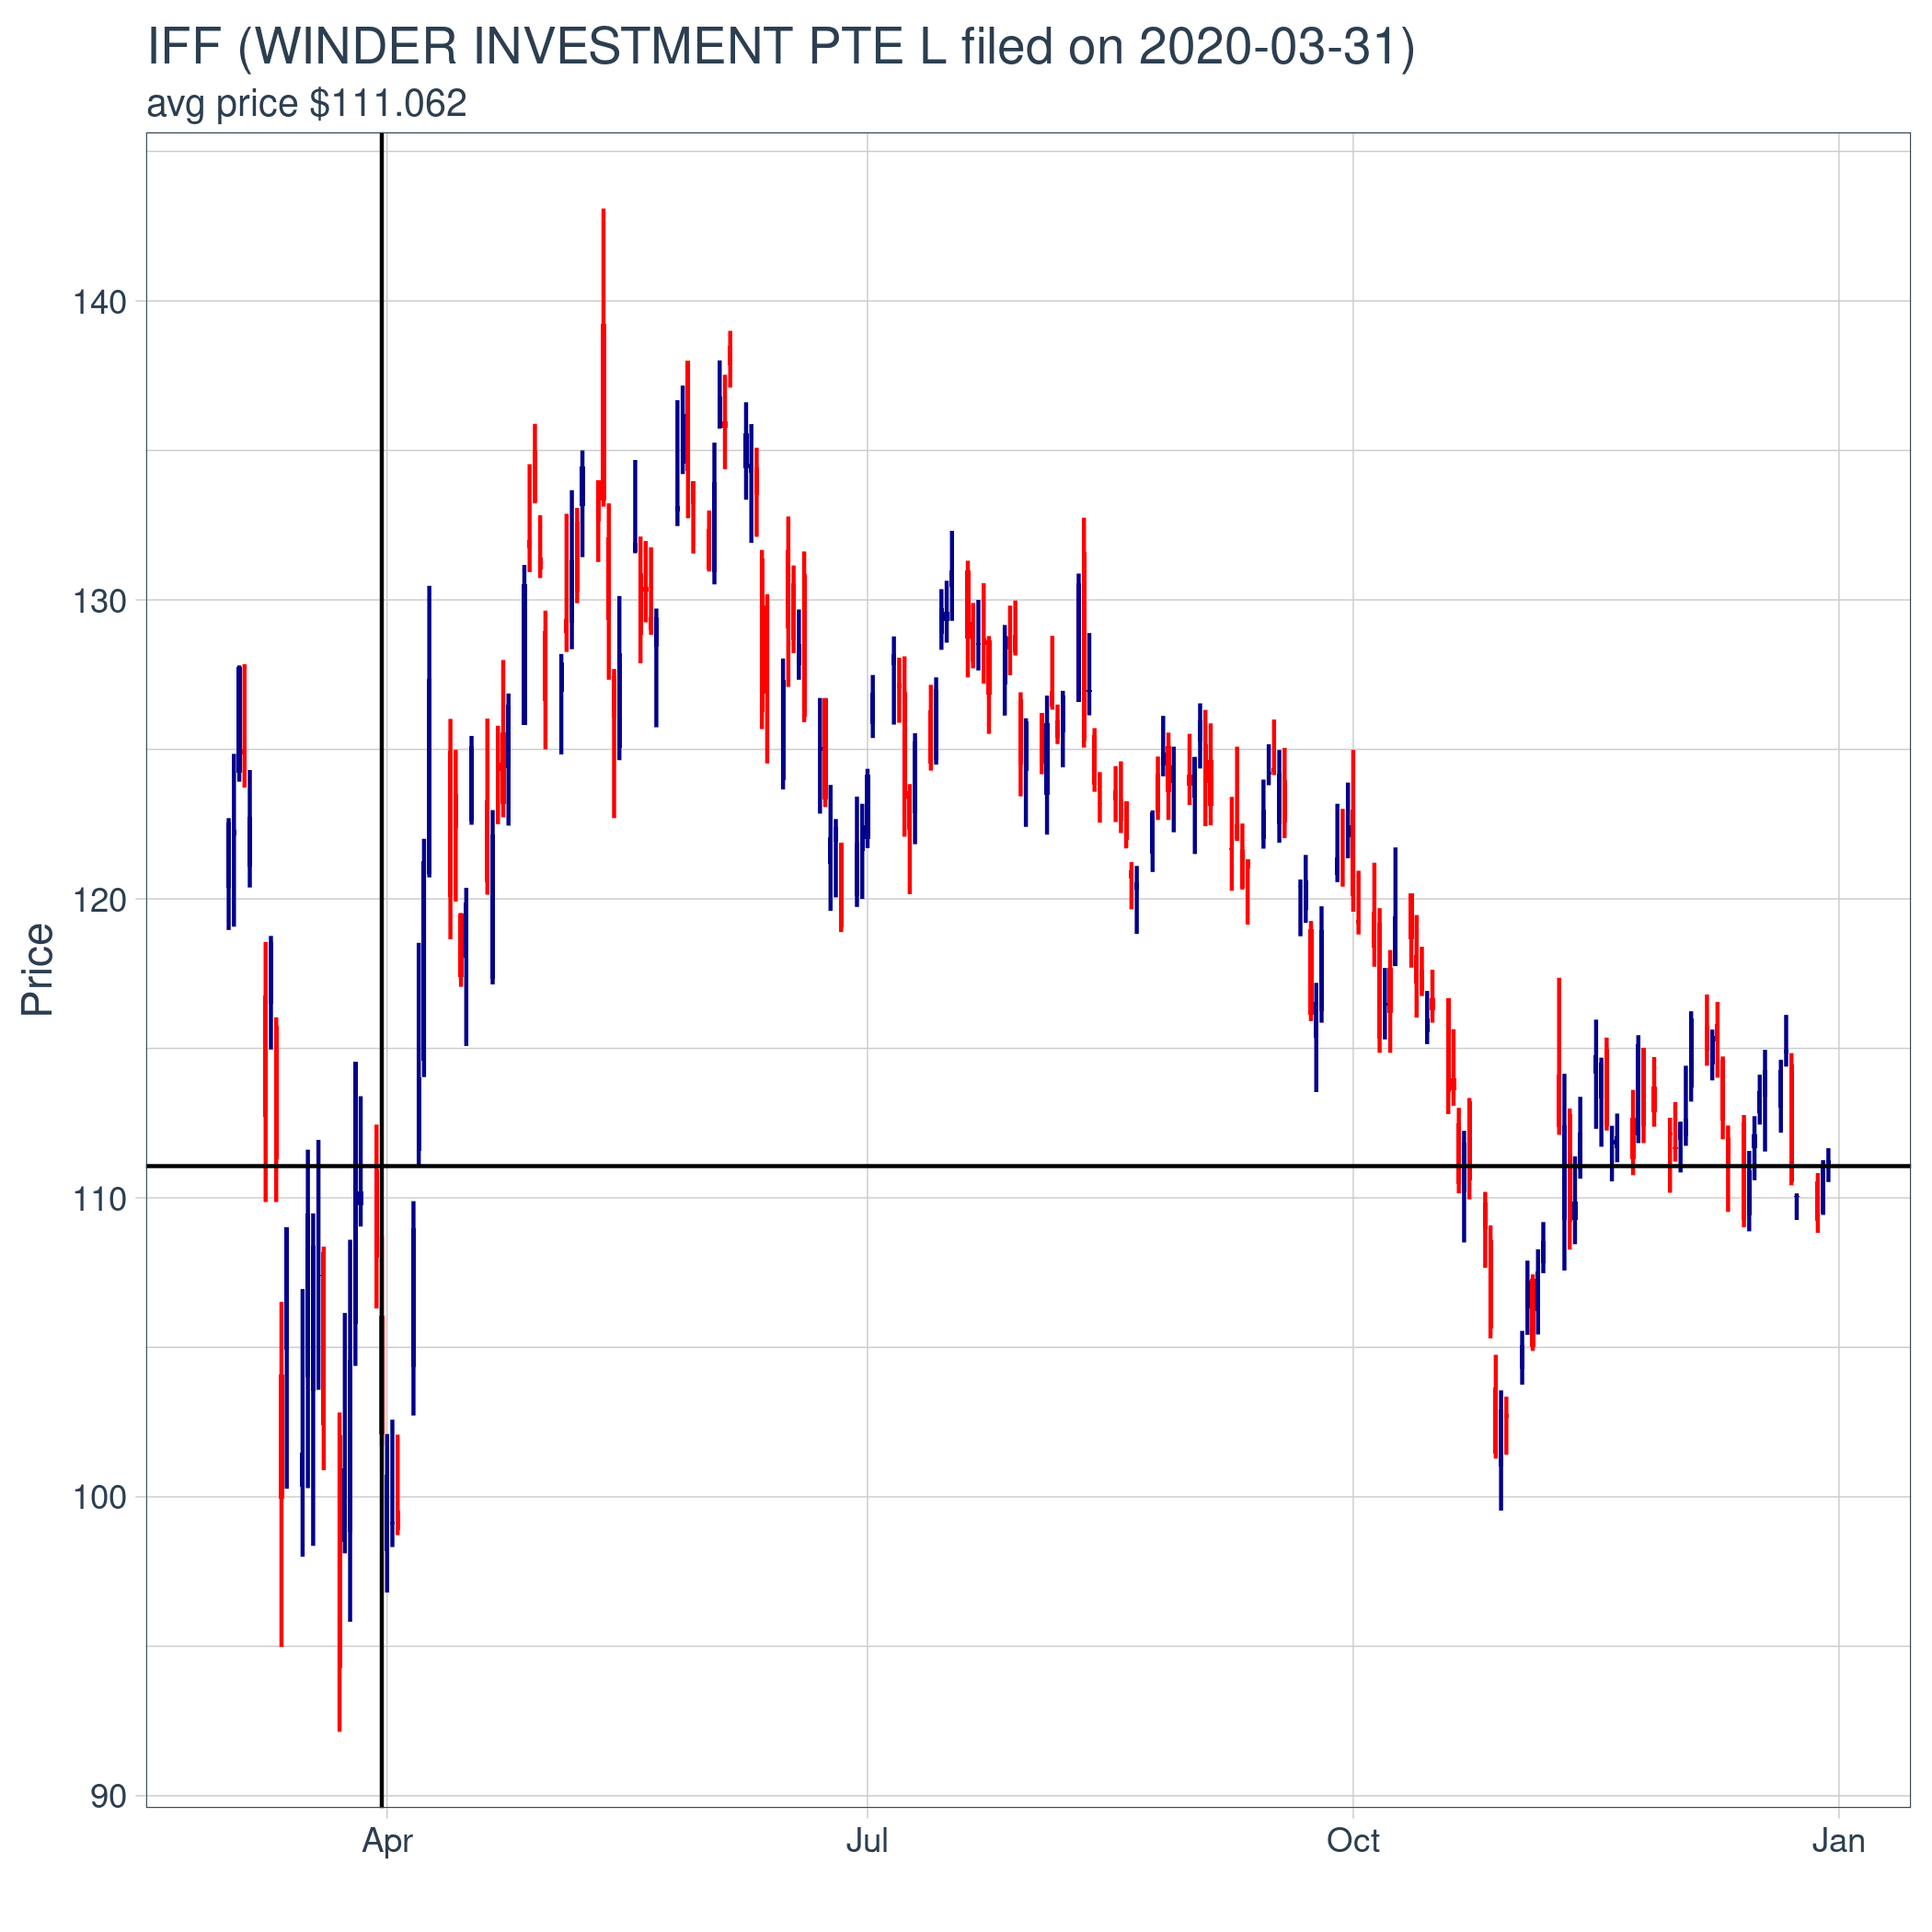 IFF (WINDER INVESTMENT PTE L filed on 2020-03-31)
avg price $111.062
140
130
120
110
100
90
Price
Apr Jul Oct Jan